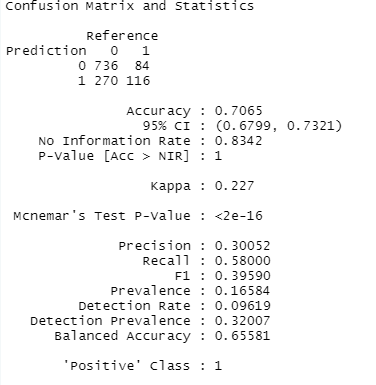 Confusion Matrix and Statistics
Reference
Prediction 0 1
0 736 84
1 270 116
Accuracy : 0.7065
95% CI : (0.6799, 0.7321)
No Information Rate : 0.8342
P-Value [Acc > NIR] : 1
Kappa : 0.227
Mcnemar's Test P-Value : <2e-16
Precision : 0.30052
Recall : 0.58000
F1 : 0.39590
Prevalence : 0.16584
Detection Rate : 0.09619
Detection Prevalence : 0.32007
Balanced Accuracy : 0.65581
'Positive' Class : 1